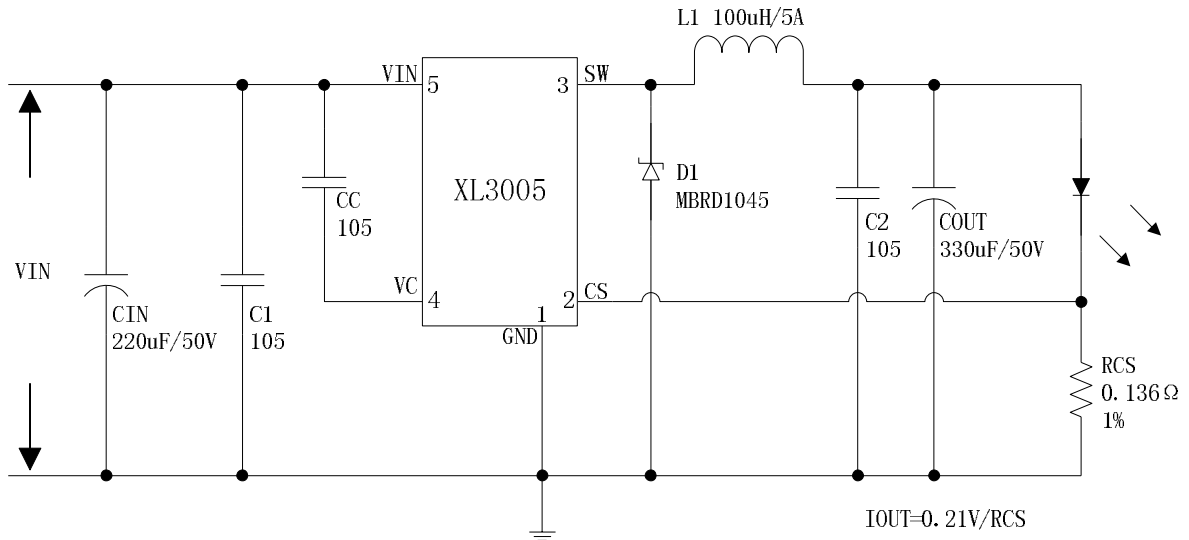 L1 100uH/5A
VIN
5
3
SW
XL3005
CC
105
D1
MBRD1045
C2
105
COUT
330uF/50V
VIN
VC
4
2
CS
1
GND
CIN
220uF/50V
C1
105
RCS
0.136Ω
1%
IOUT=0.21V/RCS